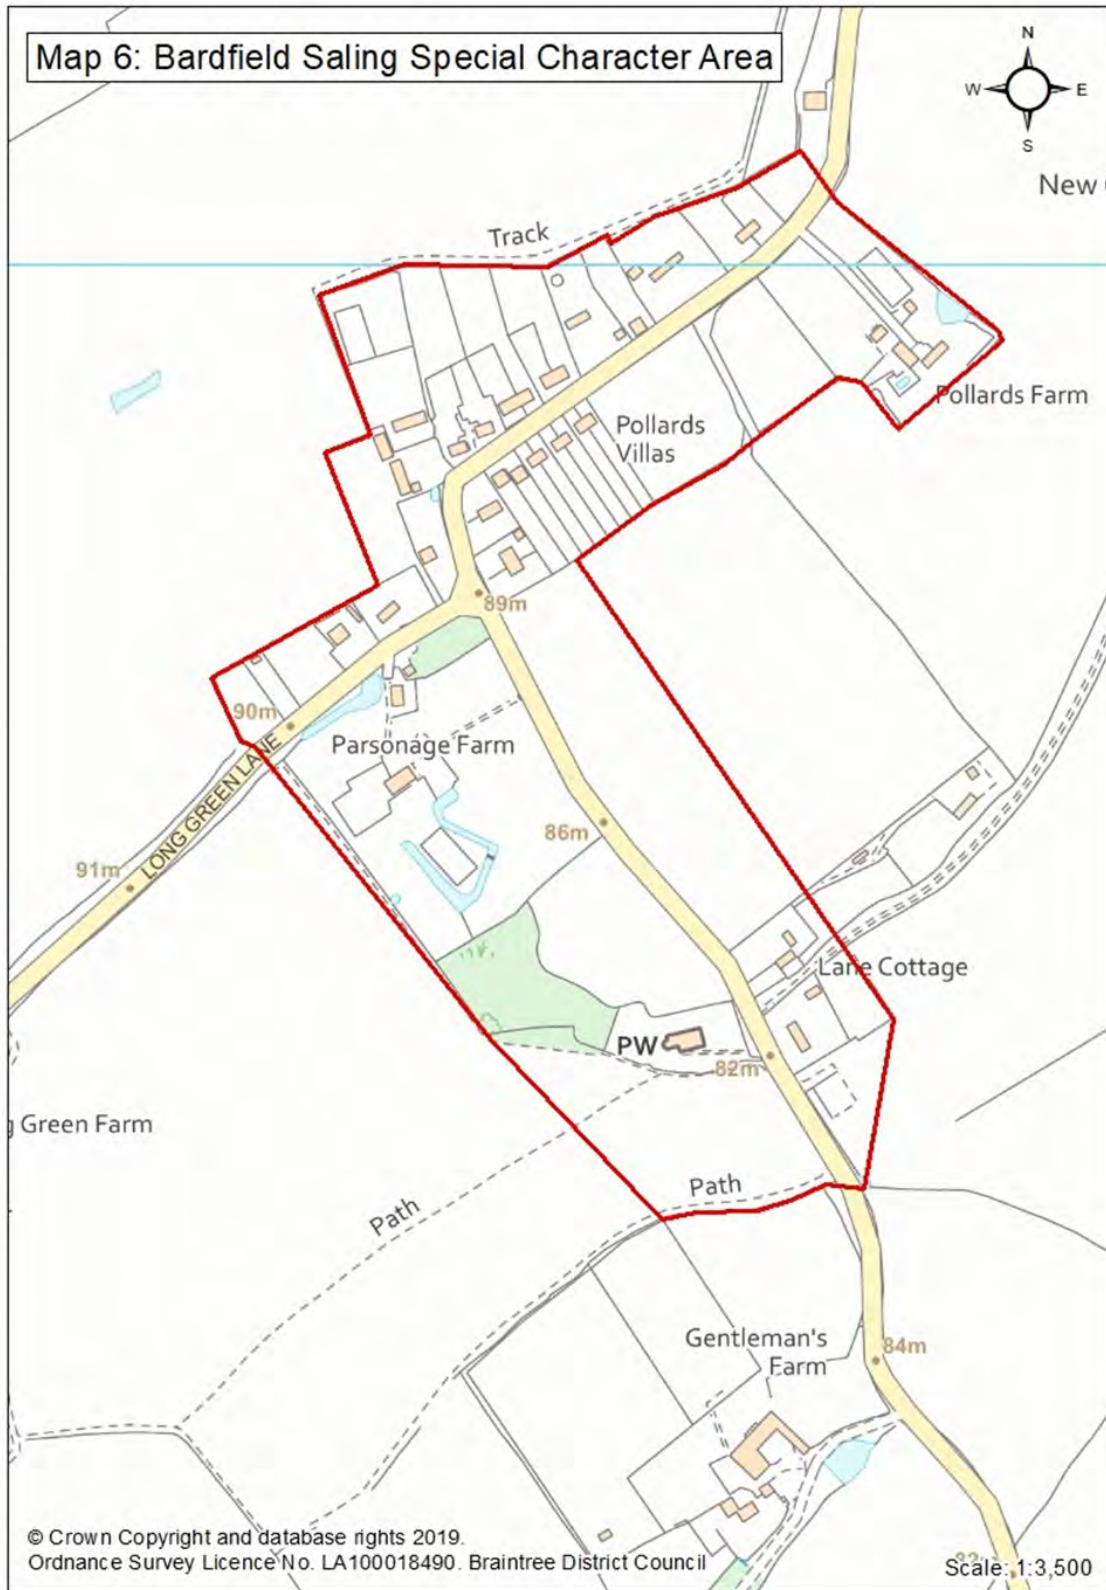 Map 6: Bardfield Saling Special Character Area
N
W
E
S
New
Track
Pollards Farm
Pollards
Villas
89m
90m
Parsonage Farm
LONG GREEN LANE
86m
91m
Lane Cottage
PW
82m
Green Farm
Path
Path
Gentleman's
Farm
84m
© Crown Copyright and database rights 2019.
Ordnance Survey Licence No. LA100018490. Braintree District Council
Scale: 1:3,500